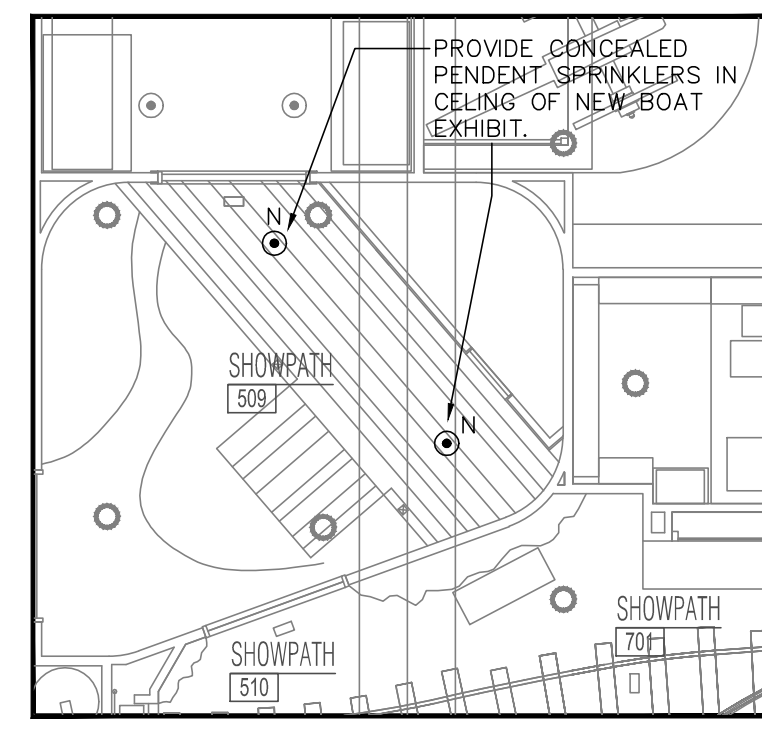 PROVIDE CONCEALED
PENDENT SPRINKLERS IN
CELING OF NEW BOAT
EXHIBIT.
N
N
SHOWPATH
509
SHOWPATH
510
SHOWPATH
701